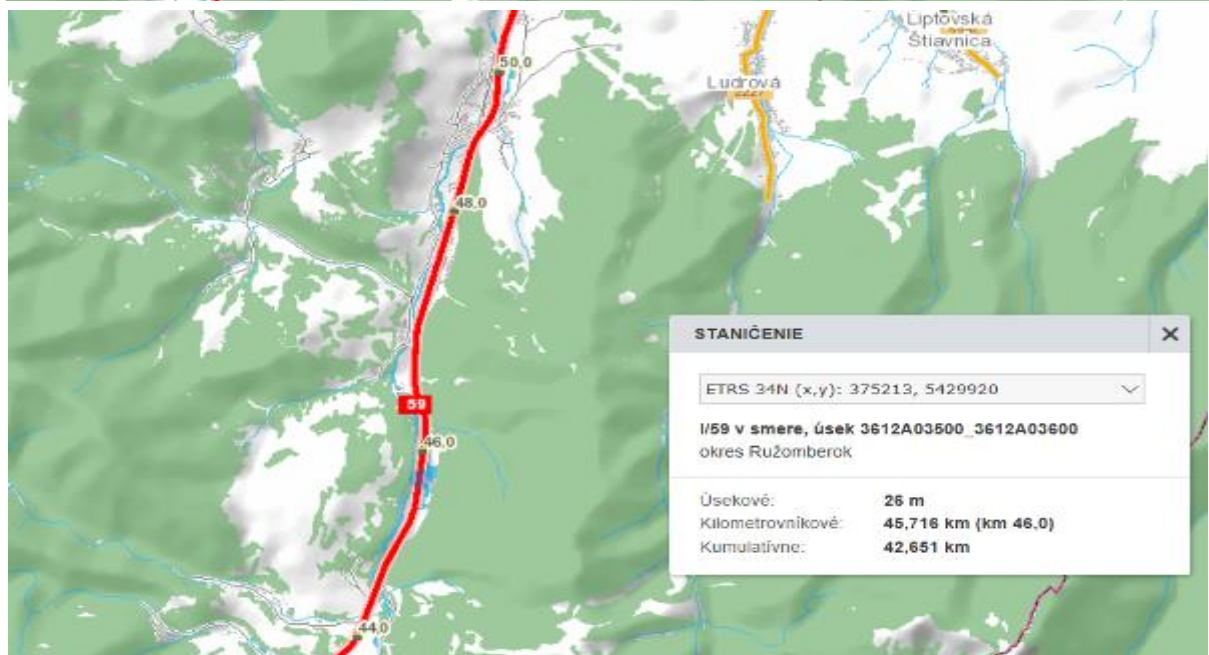 50,0
Liptovská
Štiavnica
Ludrová
2227
48,0
59
46,0
44,0
STANIČENIE
ETRS 34N (x,y): 375213, 5429920
I/59 v smere, úsek 3612A03500_3612A03600
okres Ružomberok
Úsekové: 26 m
Kilometrovníkové: 45,716 km (km 46,0)
Kumulatívne: 42,651 km